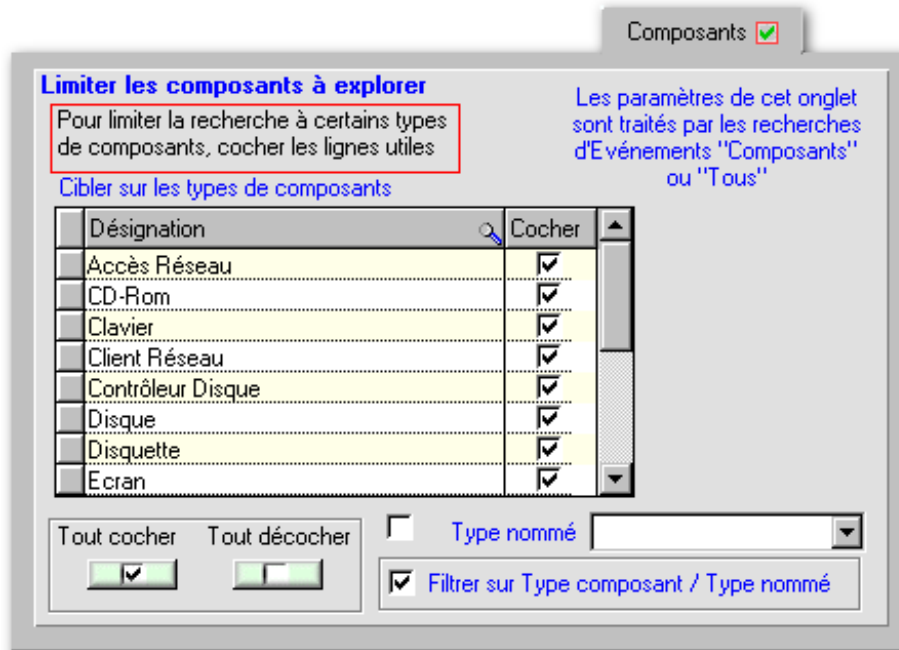 Composants
Limiter les composants à explorer
Pour limiter la recherche à certains types
de composants, cocher les lignes utiles
Les paramètres de cet onglet
sont traités par les recherches
d'Evénements "Composants"
ou "Tous"
Cibler sur les types de composants
Désignation Cocher
Accès Réseau
CD-Rom
Clavier
Client Réseau
Contrôleur Disque
Disque
Disquette
Ecran
Tout cocher Tout décocher
Type nommé
Filtrer sur Type composant / Type nommé